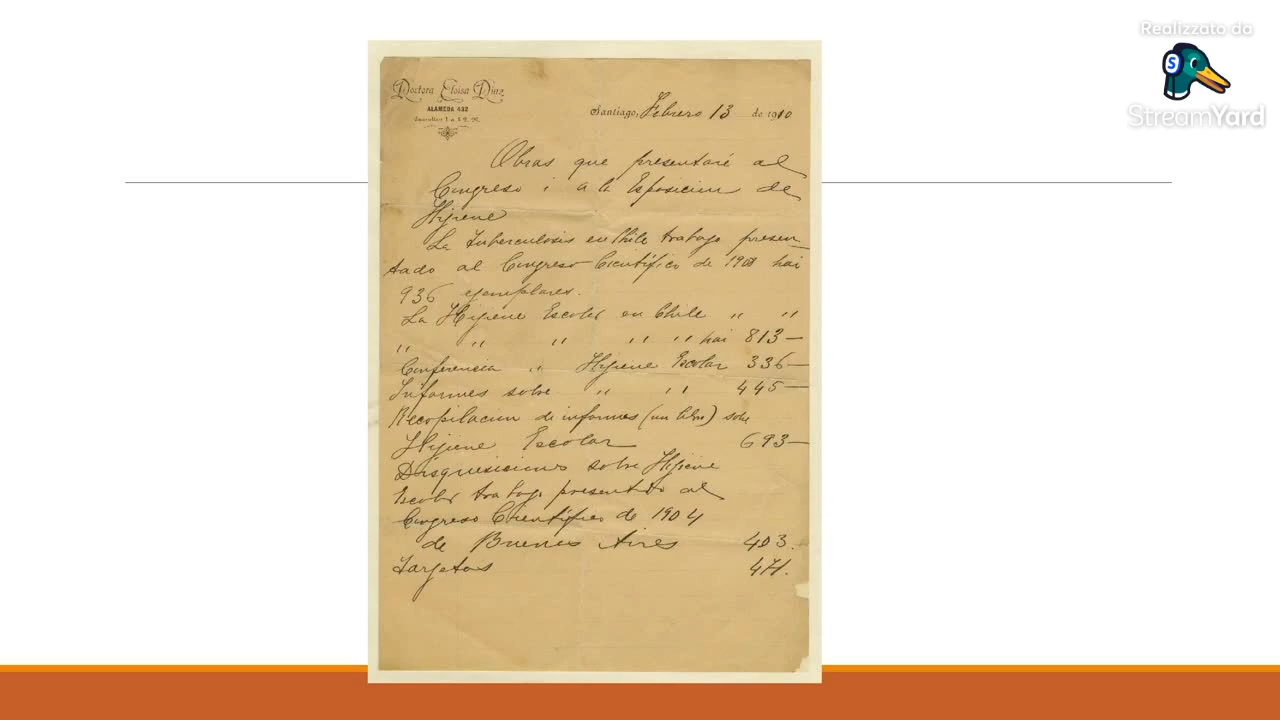 Realizzato da
StreamYard
Doctora Eloisa Diaz
ALAMEDA 432
Santiago, Febrero 13 de 1910
Obras que presentaré al
Congreso i a la Esposicion de
Hijiene
La Tuberculosis en Chile trabajo presen-
tado al Congreso Científico de 1901 hai
936 ejemplares.
La Hijiene Escolar en Chile " "
" " " " " hai 813—
Conferencia " Hijiene Escolar 336—
Informes sobre " " 445—
Recopilacion de informes (un libro) sobre
Hijiene Escolar 693—
Disquisiciones sobre Hijiene
Escolar trabajo presentado al
Congreso Científico de 1904
de Buenos Aires 403.
Tarjetas 471.